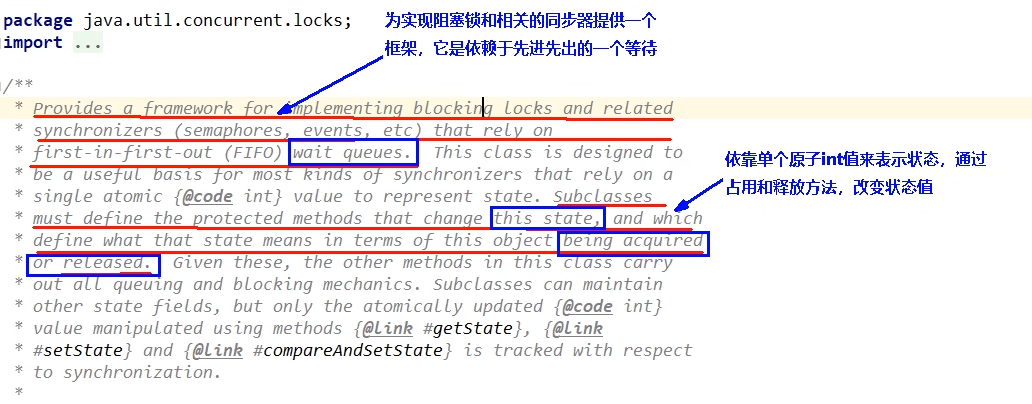 package java.util.concurrent.locks;
import ...
为实现阻塞锁和相关的同步器提供一个
框架，它是依赖于先进先出的一个等待
/**
* Provides a framework for implementing blocking locks and related
* synchronizers (semaphores, events, etc) that rely on
* first-in-first-out (FIFO) wait queues.  This class is designed to
* be a useful basis for most kinds of synchronizers that rely on a
* single atomic {@code int} value to represent state. Subclasses
* must define the protected methods that change this state, and which
* define what that state means in terms of this object being acquired
* or released.  Given these, the other methods in this class carry
* out all queuing and blocking mechanics. Subclasses can maintain
* other state fields, but only the atomically updated {@code int}
* value manipulated using methods {@link #getState}, {@link
* #setState} and {@link #compareAndSetState} is tracked with respect
* to synchronization.
*
依靠单个原子int值来表示状态，通过
占用和释放方法，改变状态值